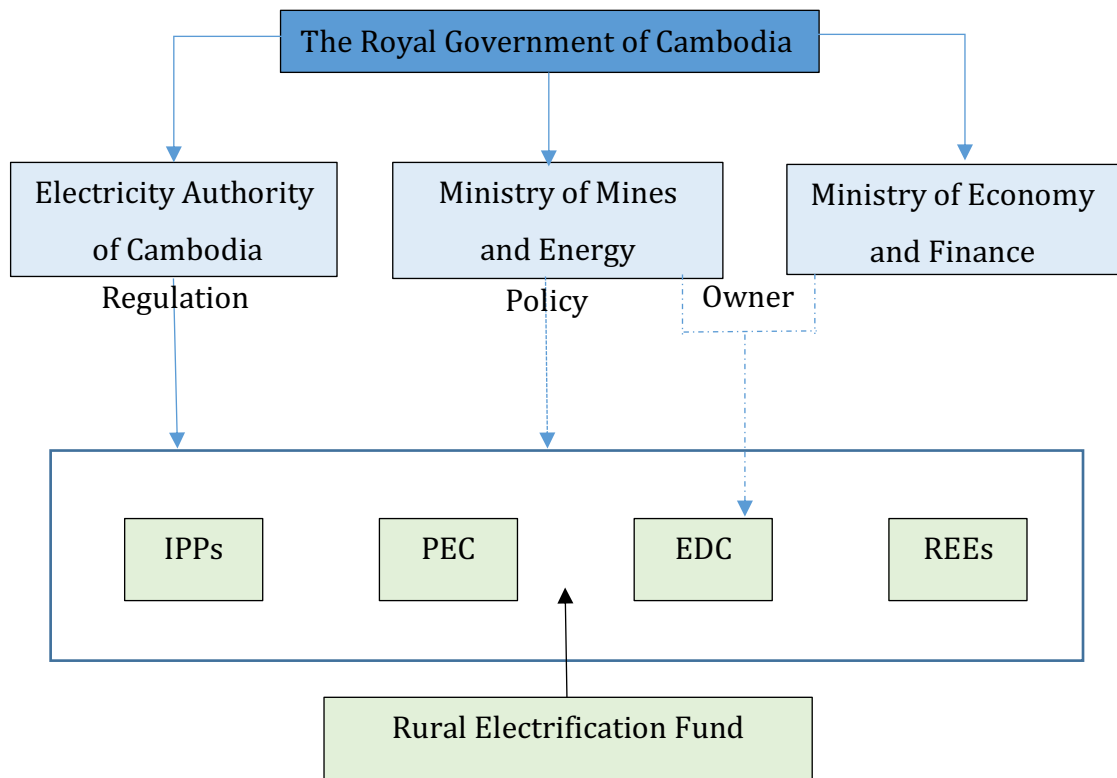 The Royal Government of Cambodia
Electricity Authority
of Cambodia
Ministry of Mines
and Energy
Ministry of Economy
and Finance
Regulation
Policy
Owner
IPPs
PEC
EDC
REEs
Rural Electrification Fund